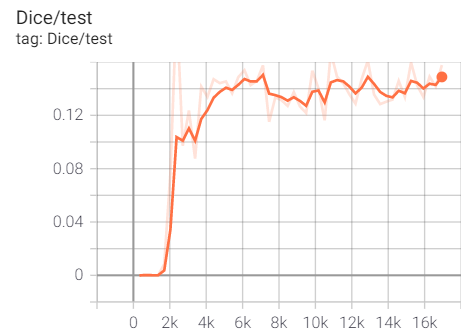 Dice/test
tag: Dice/test
0.12
0.08
0.04
0
0 2k 4k 6k 8k 10k 12k 14k 16k